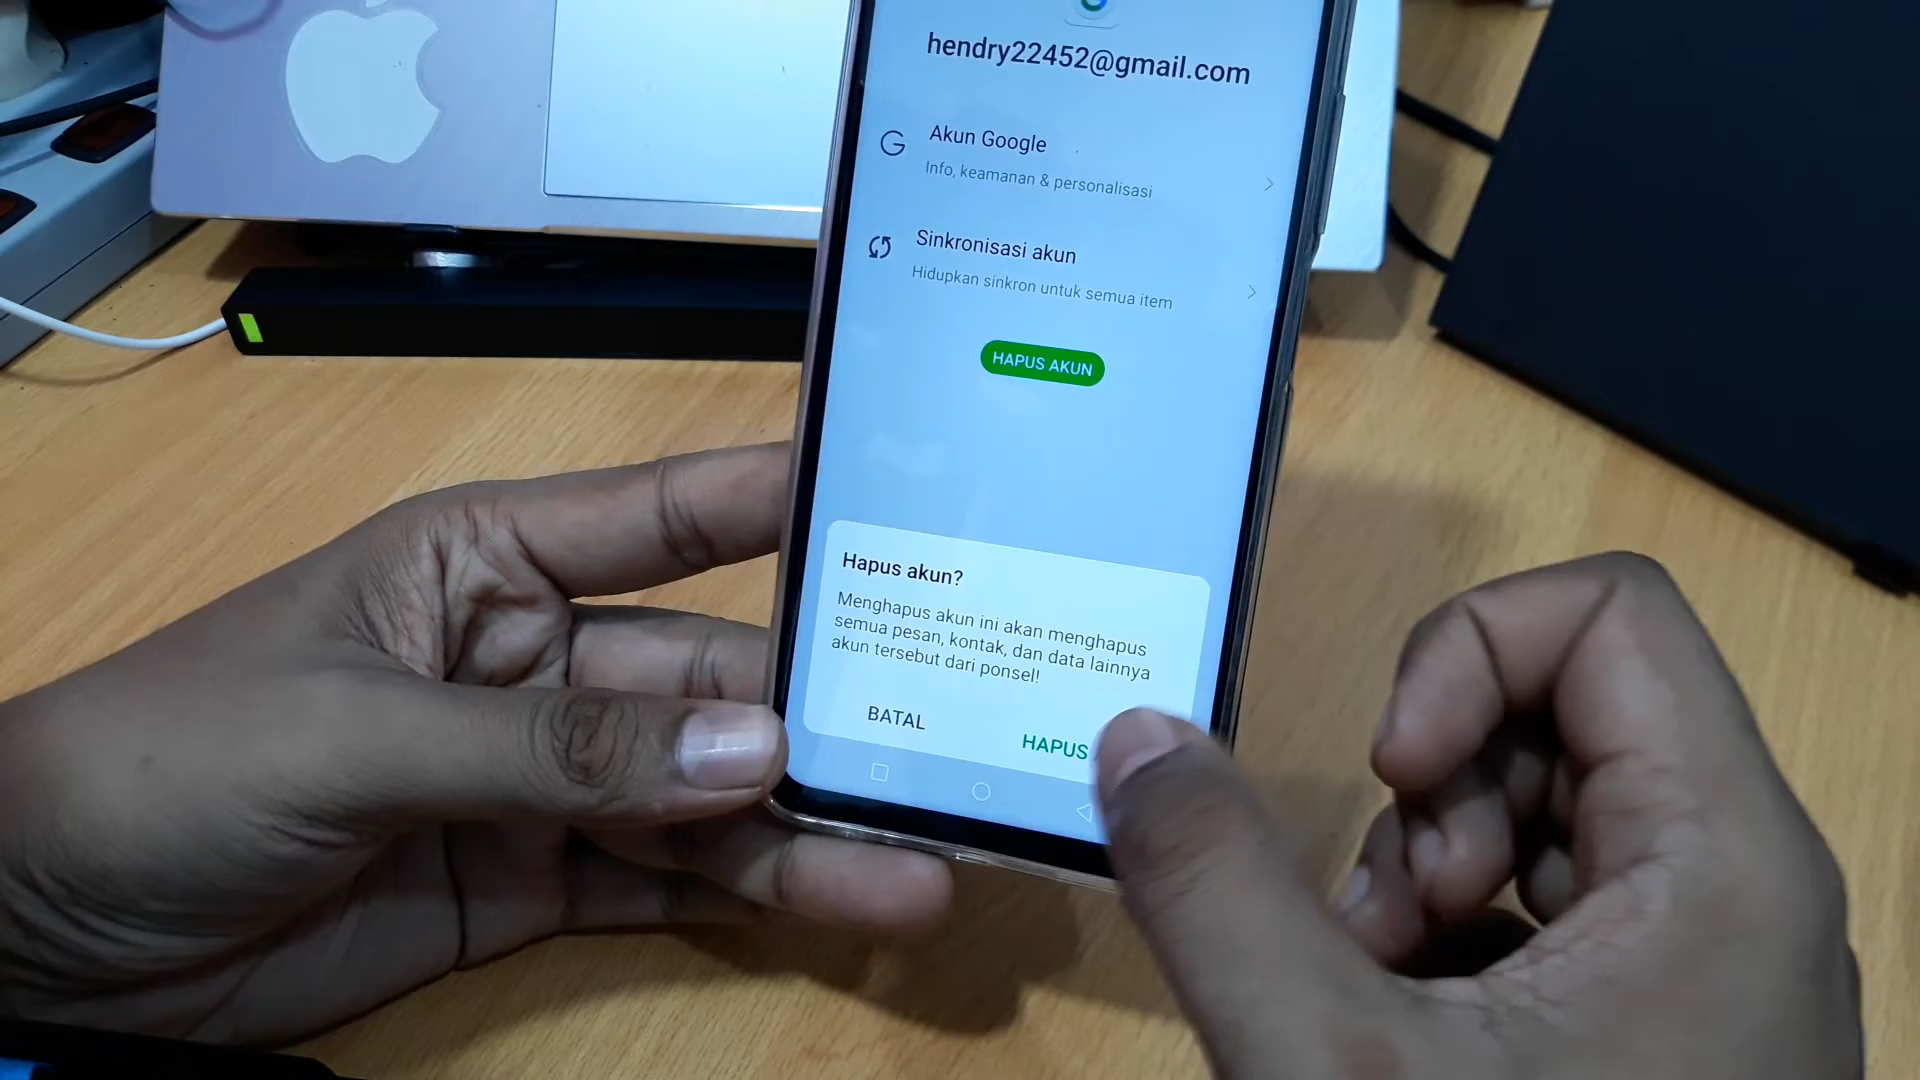 hendry22452@gmail.com
Akun Google
Info, keamanan & personalisasi
Sinkronisasi akun
Hidupkan sinkron untuk semua item
HAPUS AKUN
Hapus akun?
Menghapus akun ini akan menghapus
semua pesan, kontak, dan data lainnya
akun tersebut dari ponsel!
BATAL
HAPUS